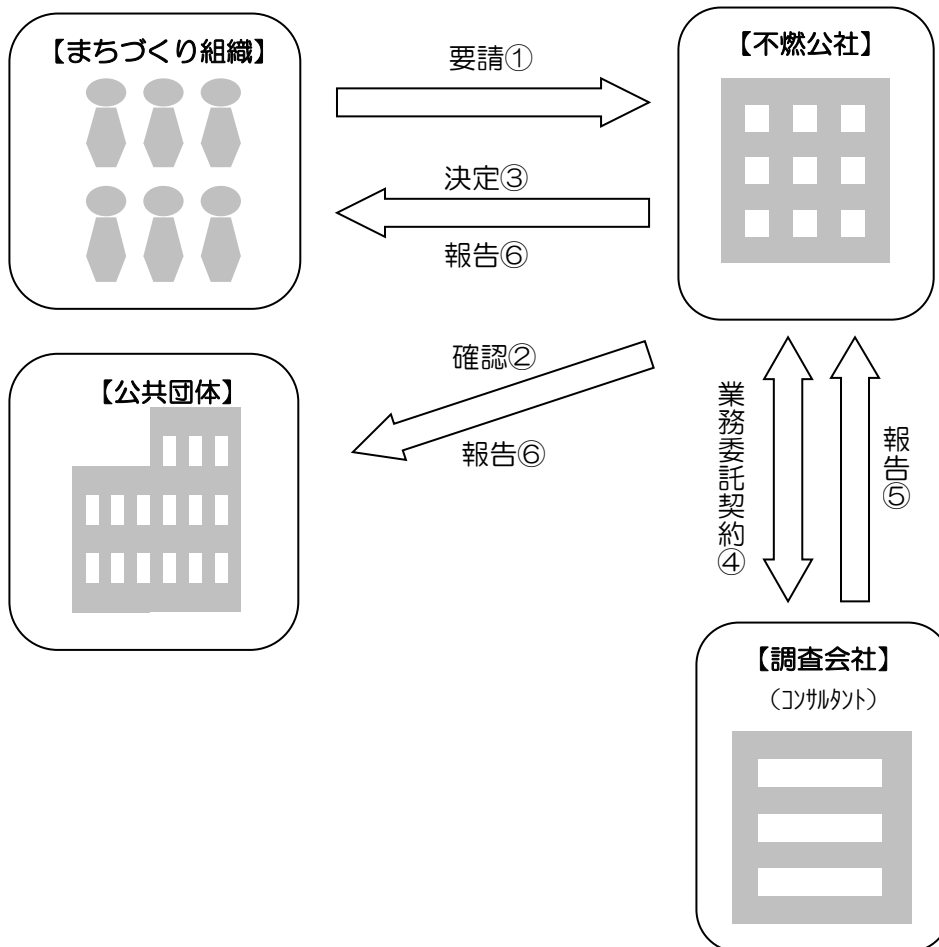 【まちづくり組織】
要請①
【不燃公社】
決定③
報告⑥
【公共団体】
確認②
報告⑥
業務委託契約④
報告⑤
【調査会社】
（ｺﾝｻﾙﾀﾝﾄ）